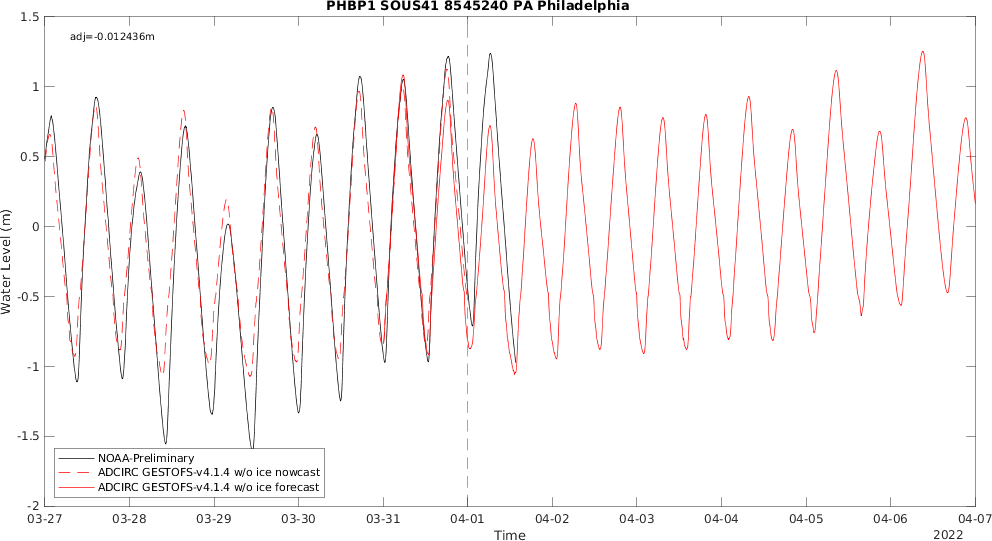 PHBP1 SOUS41 8545240 PA Philadelphia
adj=-0.012436m
1.5
1
0.5
0
-0.5
-1
-1.5
-2
Water Level (m)
NOAA-Preliminary
ADCIRC GESTOFS-v4.1.4 w/o ice nowcast
ADCIRC GESTOFS-v4.1.4 w/o ice forecast
03-27 03-28 03-29 03-30 03-31 04-01 04-02 04-03 04-04 04-05 04-06 04-07
Time
2022